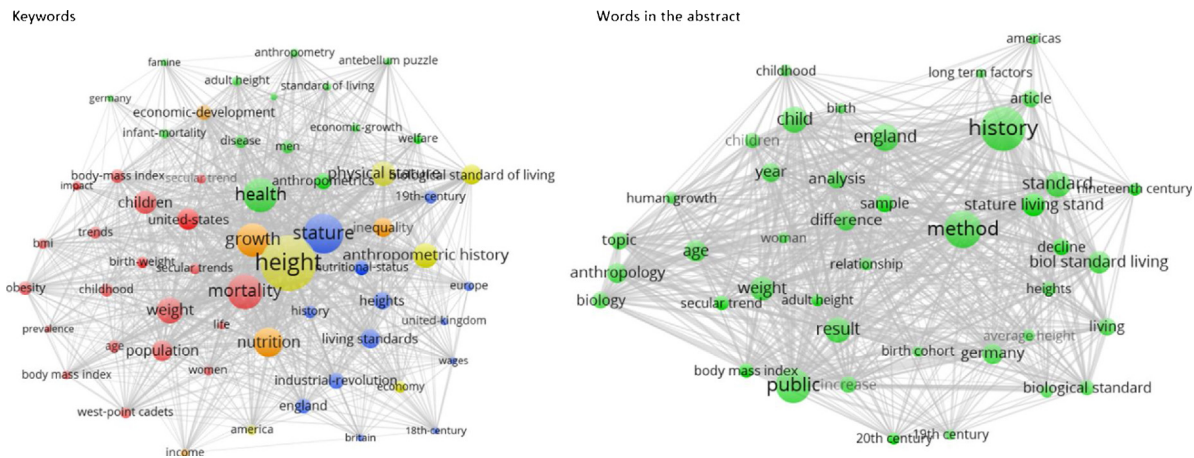 Keywords
famine
anthropometry
antebellum puzzle
adult height
standard of living
germany
economic-development
infant-mortality
disease
economic-growth
men
welfare
body-mass index
secular trend
impact
health
anthropometrics
physical stature
biological standard of living
19th-century
children
united-states
trends
growth
stature
inequality
bmi
birth-weight
secular trends
height
anthropometric history
nutritional-status
obesity
childhood
mortality
europe
heights
prevalence
weight
life
history
united-kingdom
age
population
nutrition
living standards
wages
body mass index
women
industrial-revolution
economy
west-point cadets
england
america
britain
18th-century
income
Words in the abstract
americas
childhood
long term factors
birth
article
child
england
history
children
year
analysis
standard
nineteenth century
human growth
sample
stature living stand
difference
method
topic
woman
age
decline
anthropology
relationship
biol standard living
biology
weight
secular trend
adult height
heights
result
living
average height
birth cohort
germany
body mass index
public
increase
biological standard
20th century
19th century